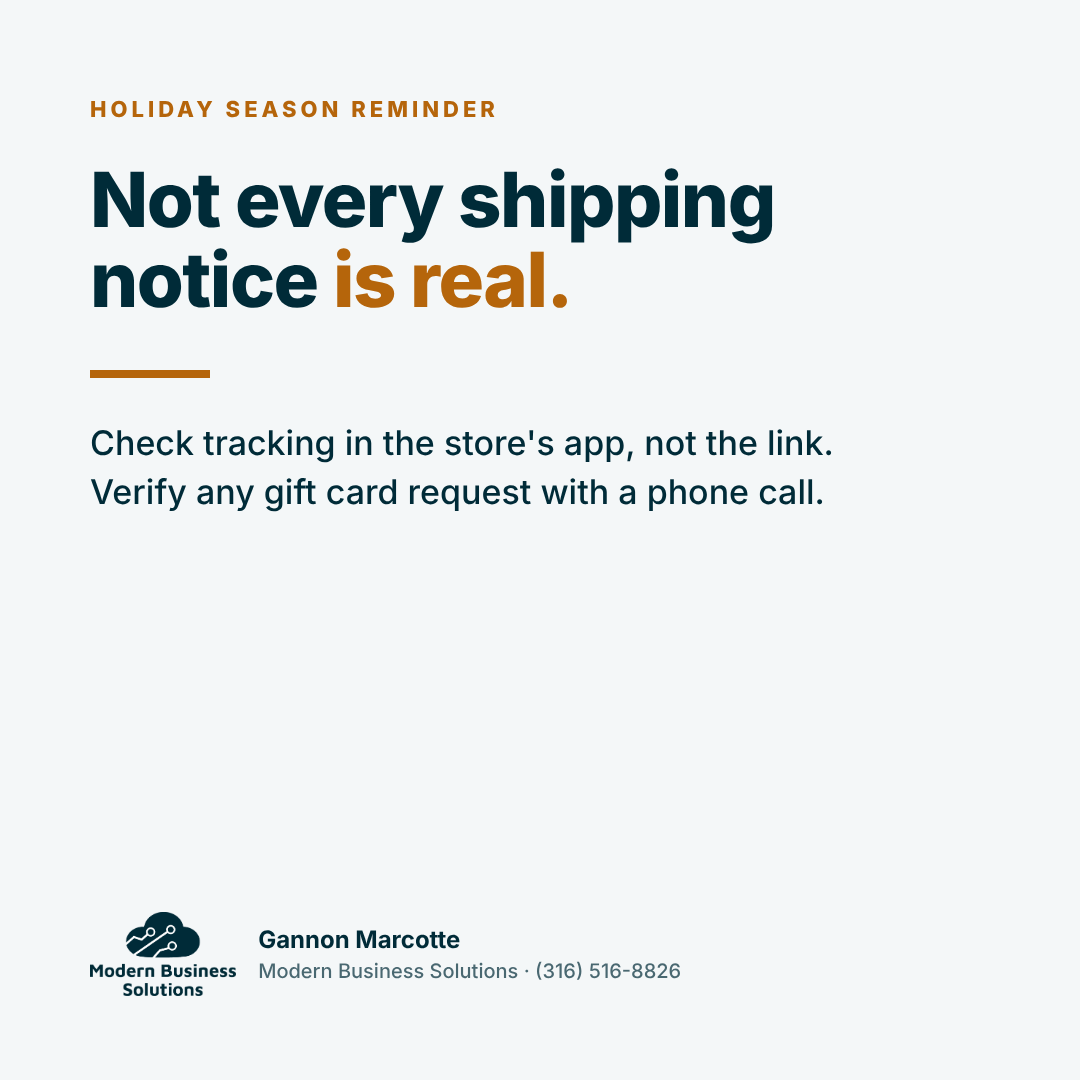 HOLIDAY SEASON REMINDER
Not every shipping
notice is real.
Check tracking in the store's app, not the link.
Verify any gift card request with a phone call.
Modern Business
Solutions
Gannon Marcotte
Modern Business Solutions · (316) 516-8826